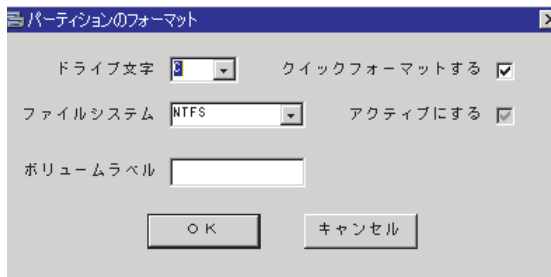 パーティションのフォーマット
ドライブ文字 C クイックフォーマットする
ファイルシステム NTFS アクティブにする
ボリュームラベル
OK キャンセル